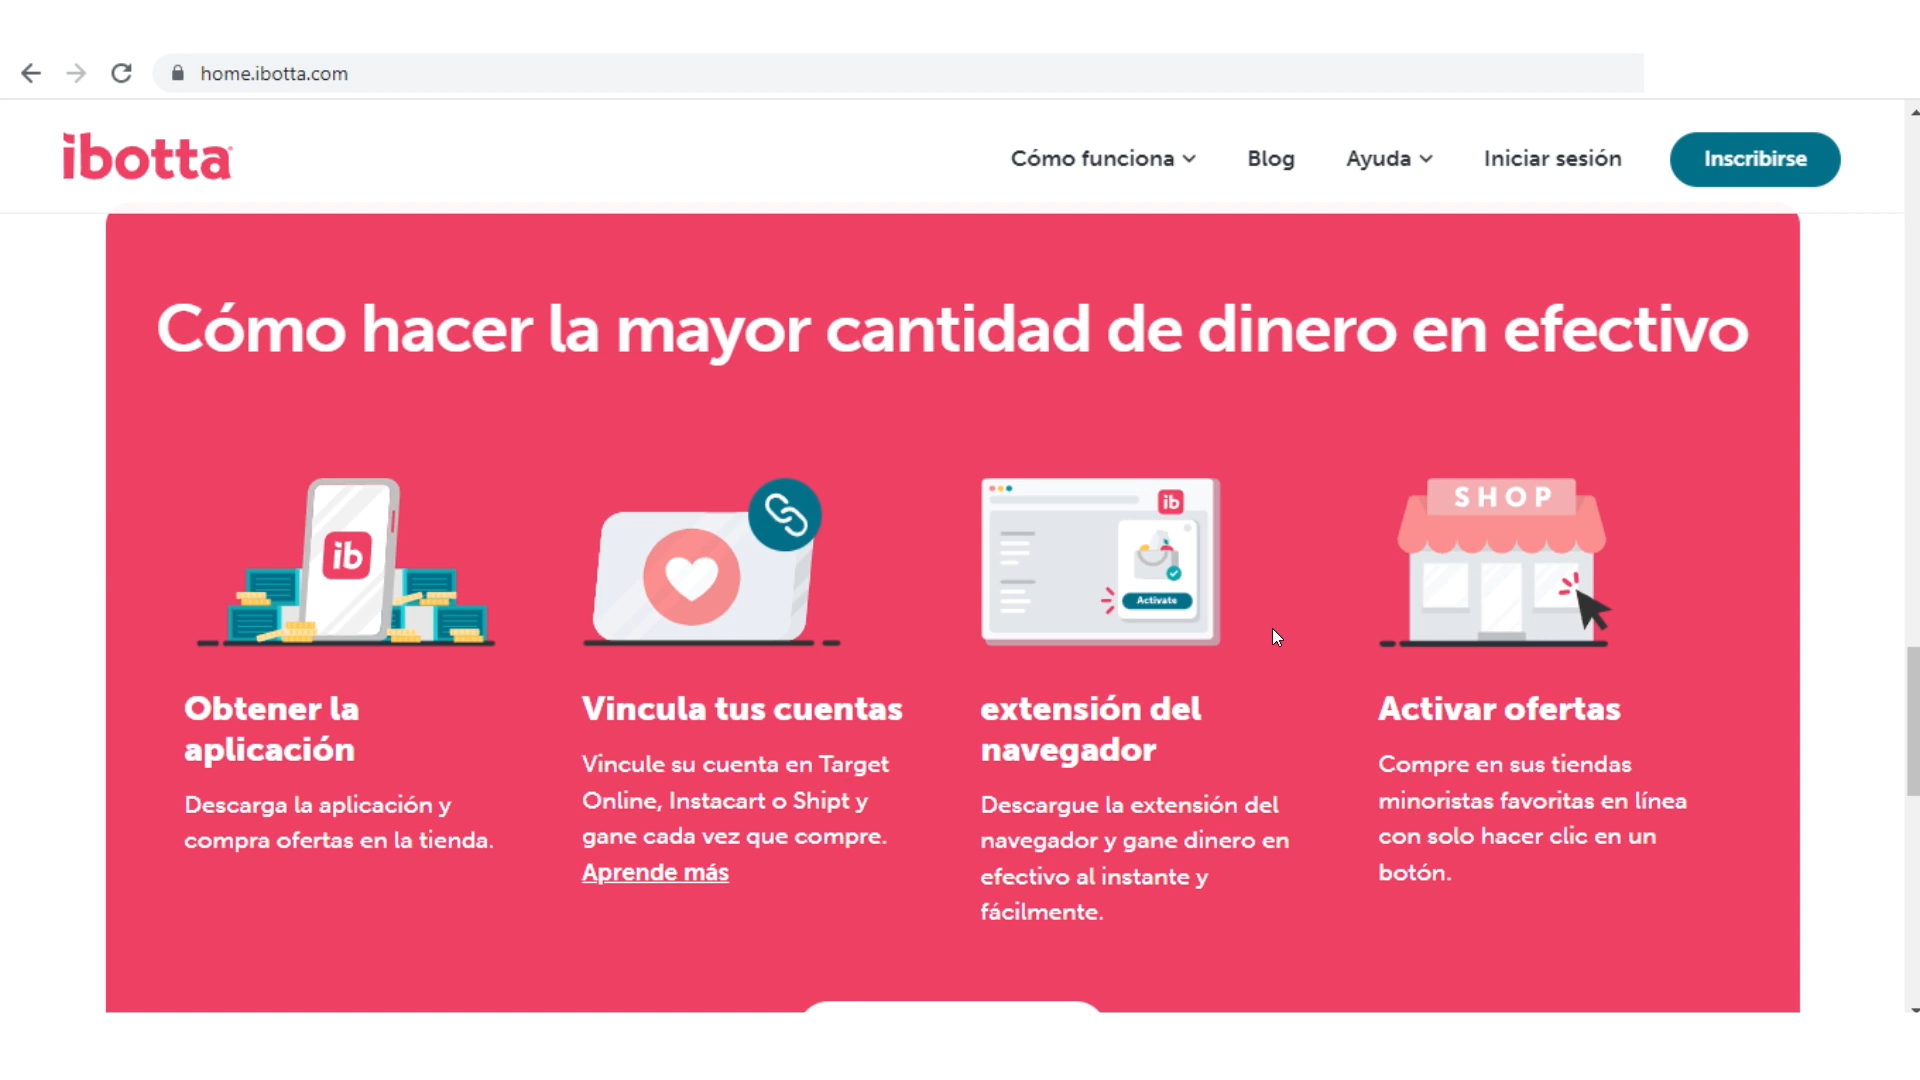 home.ibotta.com
ibotta
Cómo funciona
Blog
Ayuda
Iniciar sesión
Inscribirse
Cómo hacer la mayor cantidad de dinero en efectivo
ib
ib
Activate
SHOP
Obtener la
aplicación
Descarga la aplicación y
compra ofertas en la tienda.
Vincula tus cuentas
Vincule su cuenta en Target
Online, Instacart o Shipt y
gane cada vez que compre.
Aprende más
extensión del
navegador
Descargue la extensión del
navegador y gane dinero en
efectivo al instante y
fácilmente.
Activar ofertas
Compre en sus tiendas
minoristas favoritas en línea
con solo hacer clic en un
botón.